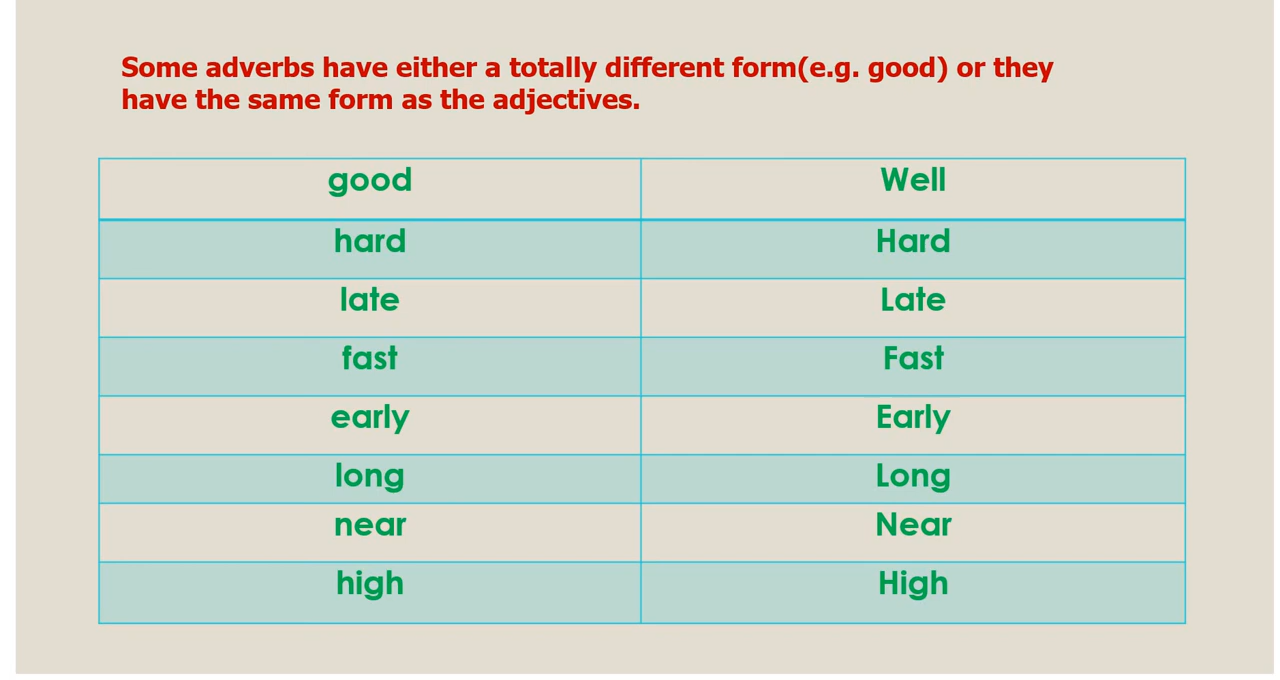 Some adverbs have either a totally different form(e.g. good) or they
have the same form as the adjectives.
good Well
hard Hard
late Late
fast Fast
early Early
long Long
near Near
high High